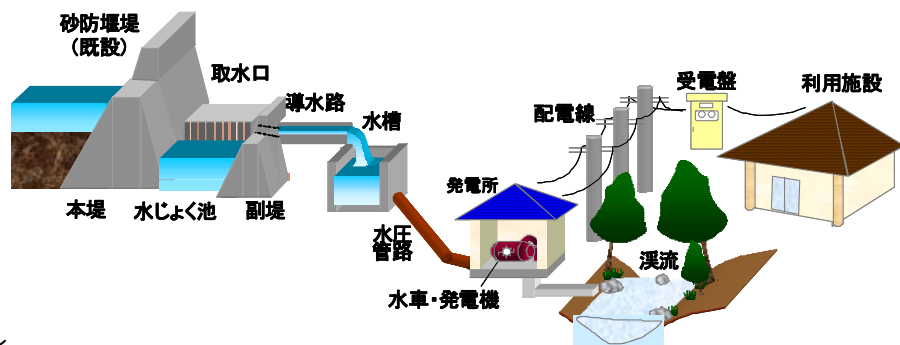 砂防堰堤
(既設)
取水口
導水路
水槽
本堤
水じょく池
副堤
水圧
管路
発電所
水車・発電機
配電線
受電盤
利用施設
渓流